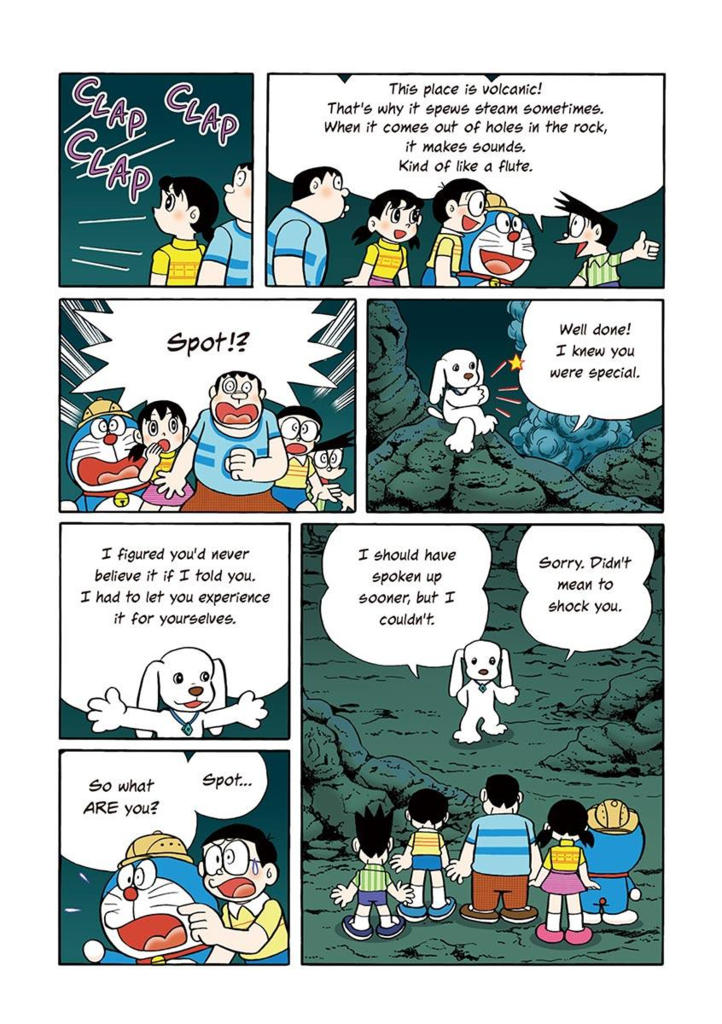 CLAP
CLAP
CLAP
This place is volcanic!
That's why it spews steam sometimes.
When it comes out of holes in the rock,
it makes sounds.
Kind of like a flute.
Spot!?
Well done!
I knew you
were special.
I figured you'd never
believe it if I told you.
I had to let you experience
it for yourselves.
I should have
spoken up
sooner, but I
couldn't.
Sorry. Didn't
mean to
shock you.
Spot...
So what
ARE you?